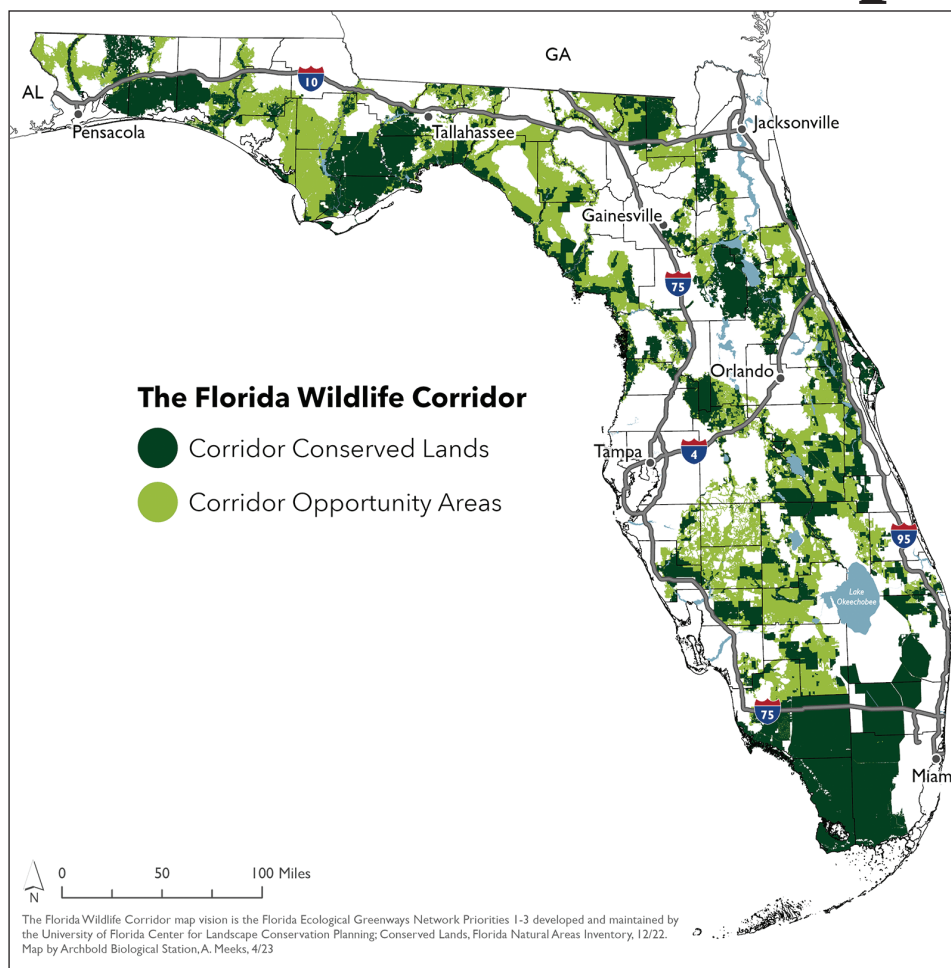 GA
10
AL
Pensacola
Tallahassee
Jacksonville
Gainesville
75
Orlando
The Florida Wildlife Corridor
Corridor Conserved Lands
Corridor Opportunity Areas
Tampa
4
95
Lake
Okeechobee
75
Miam
0 50 100 Miles
N
The Florida Wildlife Corridor map vision is the Florida Ecological Greenways Network Priorities 1-3 developed and maintained by
the University of Florida Center for Landscape Conservation Planning; Conserved Lands, Florida Natural Areas Inventory, 12/22.
Map by Archbold Biological Station, A. Meeks, 4/23